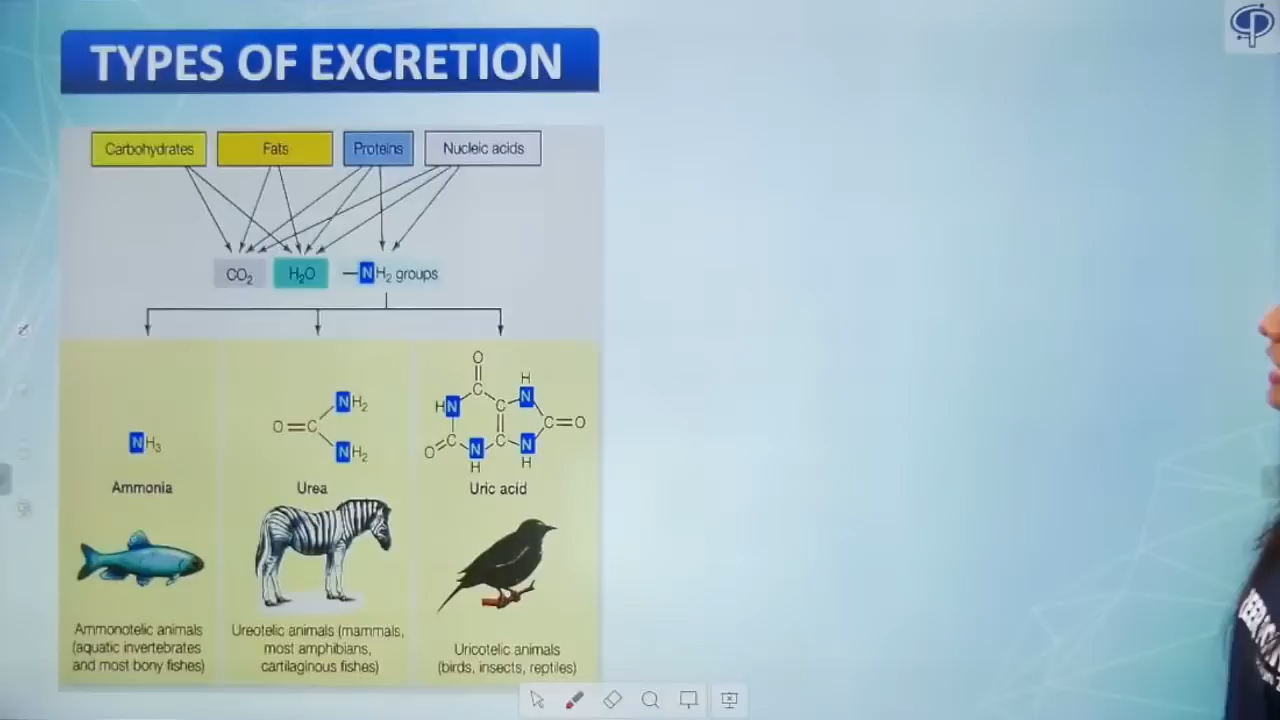 TYPES OF EXCRETION
Carbohydrates
Fats
Proteins
Nucleic acids
CO₂
H₂O
—NH₂ groups
NH₃
O=C
NH₂
NH₂
O
C
HN
C
H
N
C=O
O
C
N
H
C
N
H
Ammonia
Urea
Uric acid
Ammonotelic animals
(aquatic invertebrates
and most bony fishes)
Ureotelic animals (mammals,
most amphibians,
cartilaginous fishes)
Uricotelic animals
(birds, insects, reptiles)